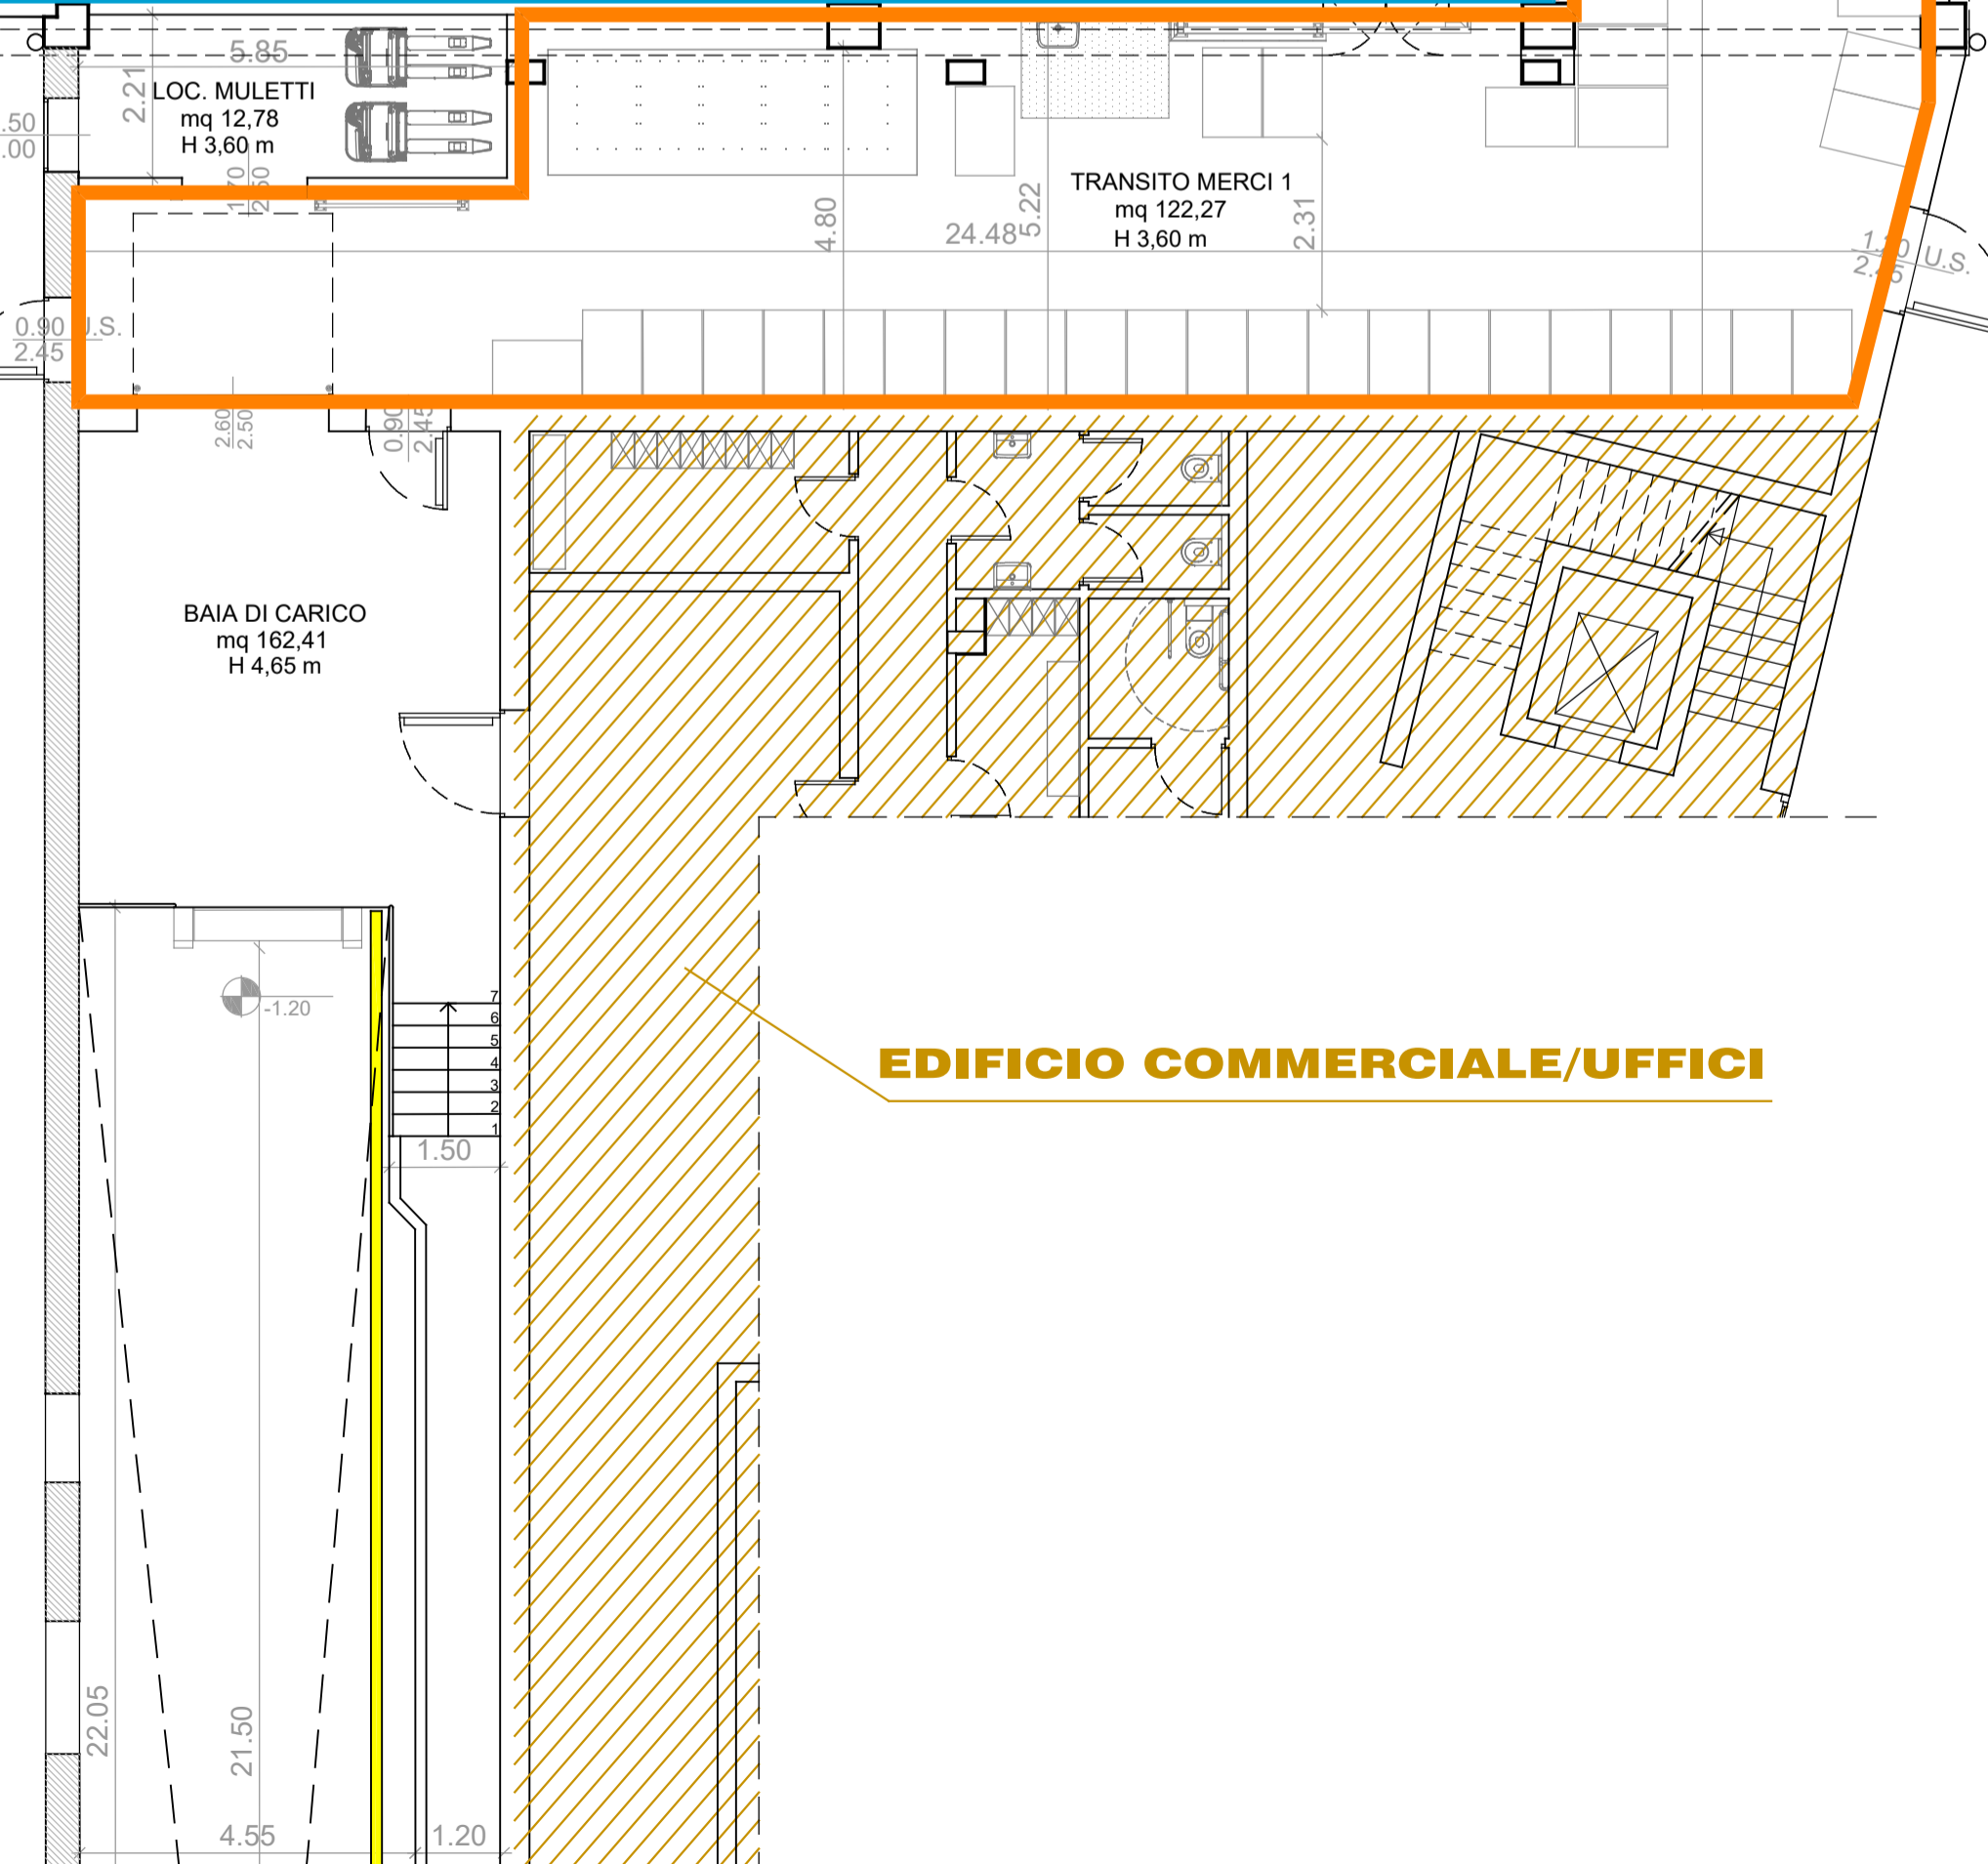 5.85
2.21
LOC. MULETTI
mq 12,78
H 3,60 m
.50
.00
2.50
TRANSITO MERCI 1
mq 122,27
H 3,60 m
4.80
24.48
5.22
2.31
U.S.
0.90 U.S.
2.45
2.60
2.50
0.90
2.45
BAIA DI CARICO
mq 162,41
H 4,65 m
-1.20
7
6
5
4
3
2
1
1.50
EDIFICIO COMMERCIALE/UFFICI
22.05
21.50
4.55
1.20